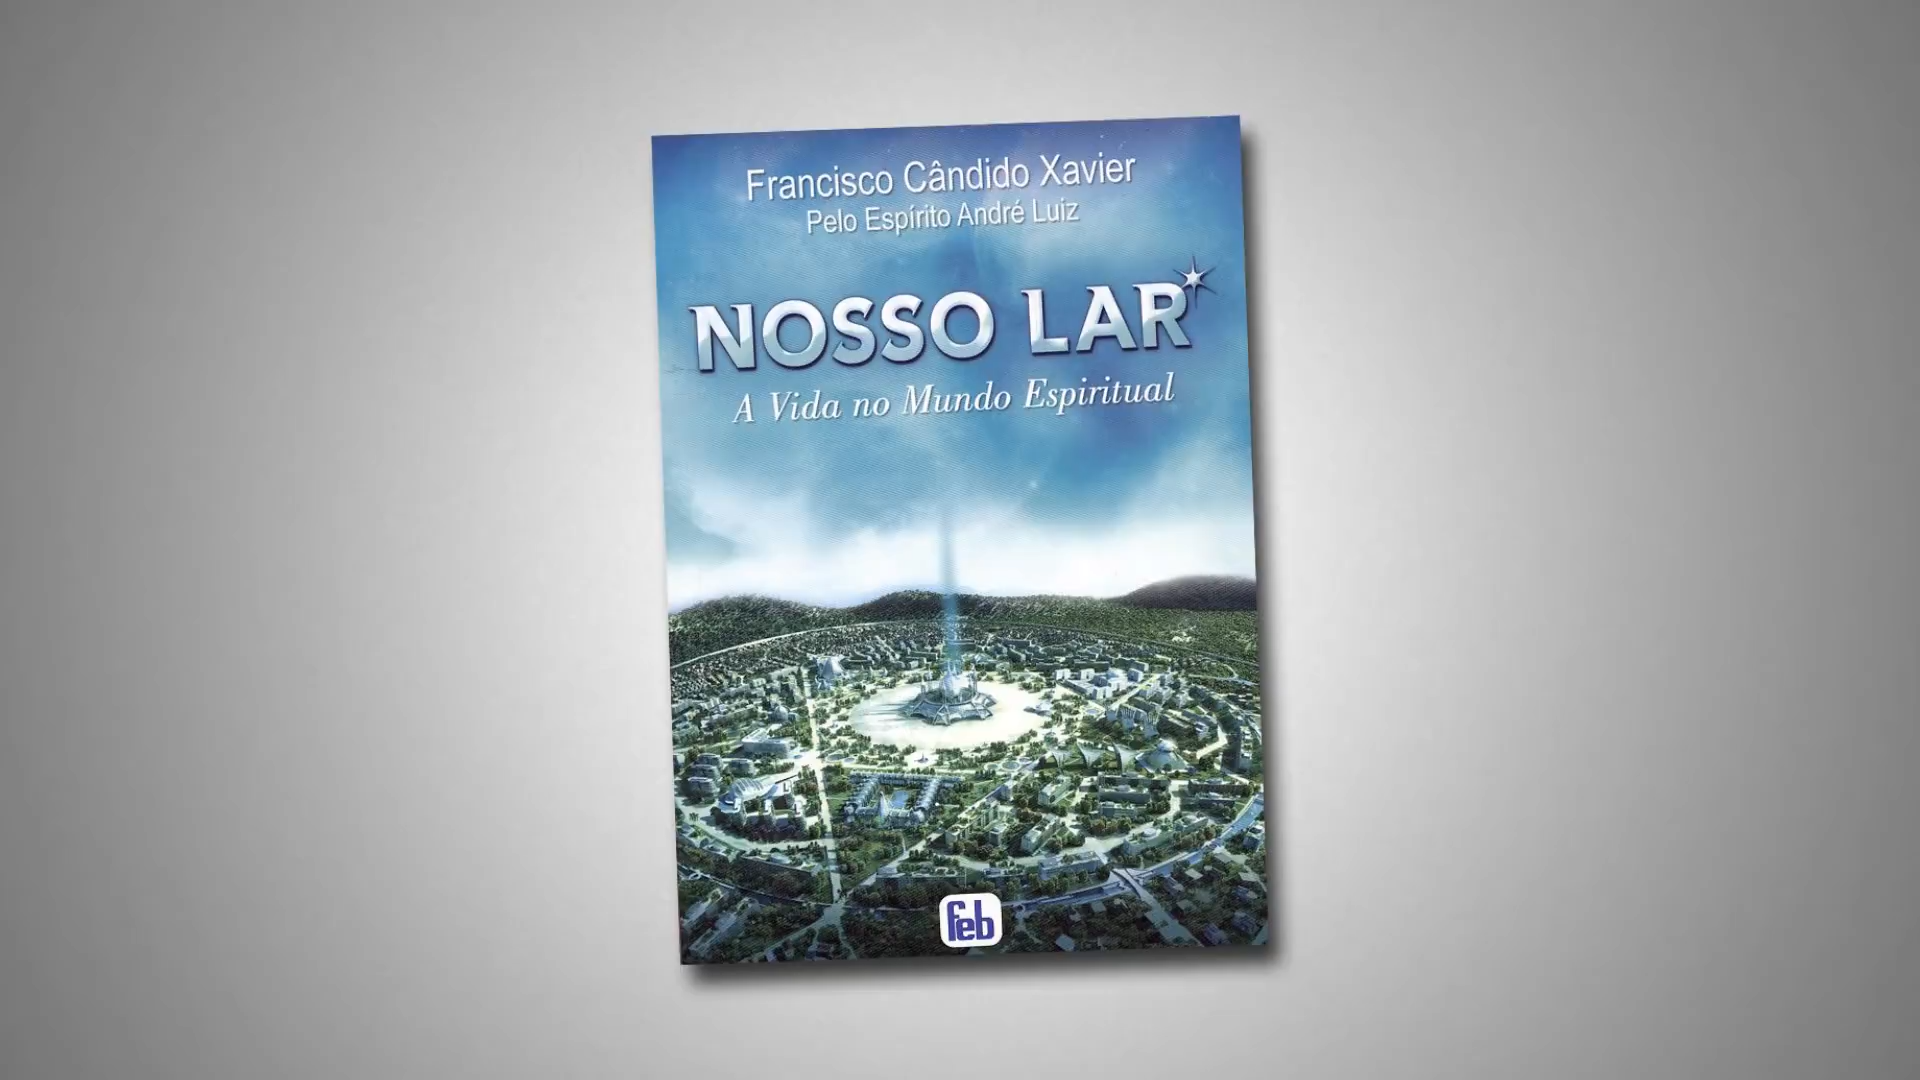 Francisco Cândido Xavier
Pelo Espírito André Luiz
NOSSO LAR
A Vida no Mundo Espiritual
feb